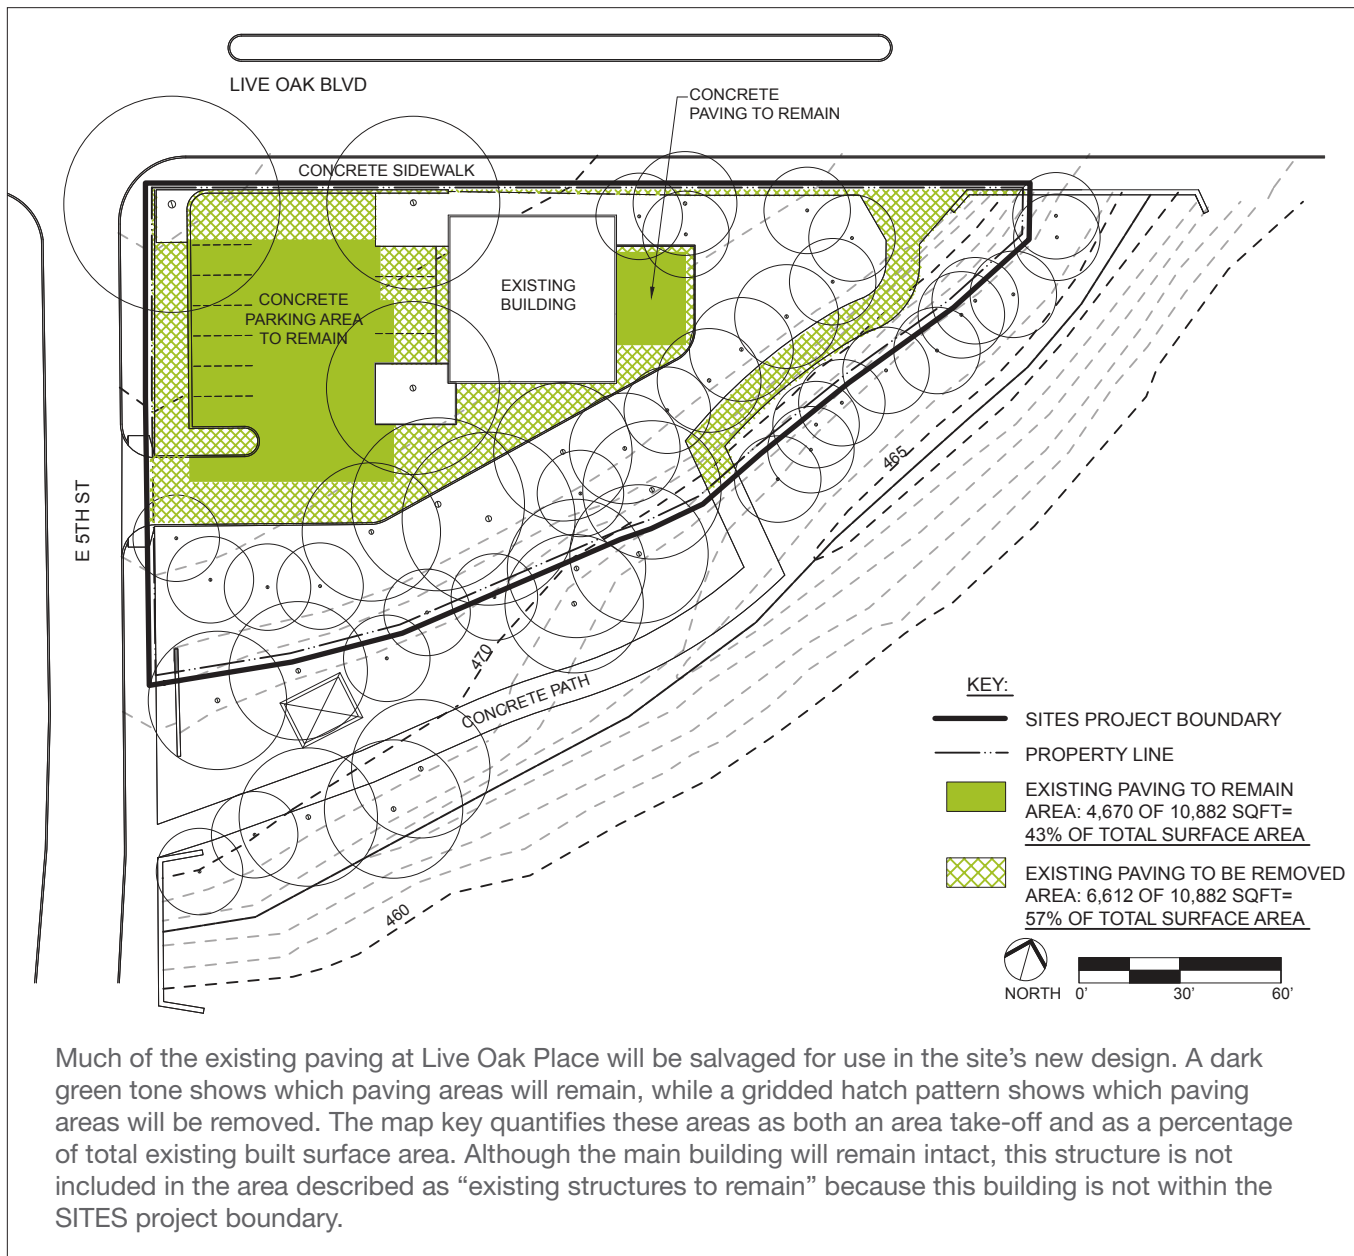 LIVE OAK BLVD
CONCRETE
PAVING TO REMAIN
CONCRETE SIDEWALK
EXISTING
BUILDING
CONCRETE
PARKING AREA
TO REMAIN
E 5TH ST
465
470
CONCRETE PATH
460
KEY:
SITES PROJECT BOUNDARY
PROPERTY LINE
EXISTING PAVING TO REMAIN
AREA: 4,670 OF 10,882 SQFT=
43% OF TOTAL SURFACE AREA
EXISTING PAVING TO BE REMOVED
AREA: 6,612 OF 10,882 SQFT=
57% OF TOTAL SURFACE AREA
NORTH 0' 30' 60'
Much of the existing paving at Live Oak Place will be salvaged for use in the site's new design. A dark
green tone shows which paving areas will remain, while a gridded hatch pattern shows which paving
areas will be removed. The map key quantifies these areas as both an area take-off and as a percentage
of total existing built surface area. Although the main building will remain intact, this structure is not
included in the area described as “existing structures to remain” because this building is not within the
SITES project boundary.